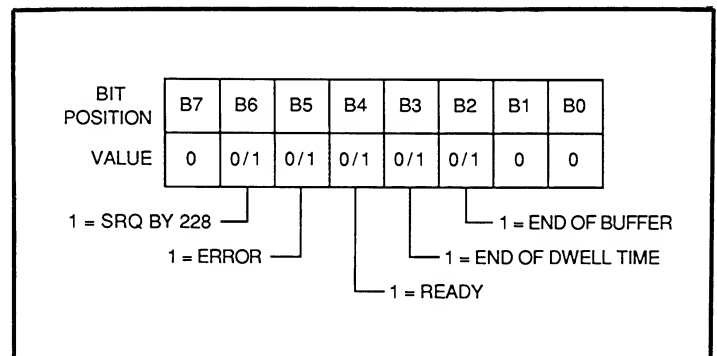 BIT POSITION B7 B6 B5 B4 B3 B2 B1 B0
VALUE 0 0/1 0/1 0/1 0/1 0/1 0 0
1 = SRQ BY 228
1 = END OF BUFFER
1 = ERROR
1 = END OF DWELL TIME
1 = READY